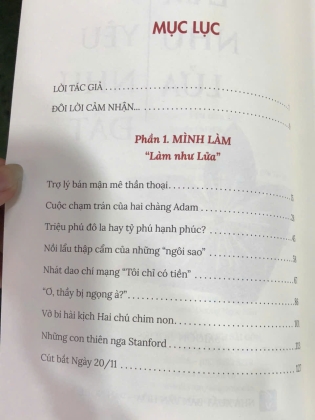 MỤC LỤC
LỜI TÁC GIẢ
ĐÔI LỜI CẢM NHẬN...
Phần 1. MÌNH LÀM
“Làm như Lửa”
Trợ lý bán mận mê thần thoại
Cuộc chạm trán của hai chàng Adam
Triệu phú đô la hay tỷ phú hạnh phúc?
Nồi lẩu thập cẩm của những “ngôi sao”
Nhát dao chí mạng “Tôi chỉ có tiền”
“Ơ, thầy bị ngọng à?”
Vở bi hài kịch Hai chú chim non
Những con thiên nga Stanford
Cút bắt Ngày 20/11